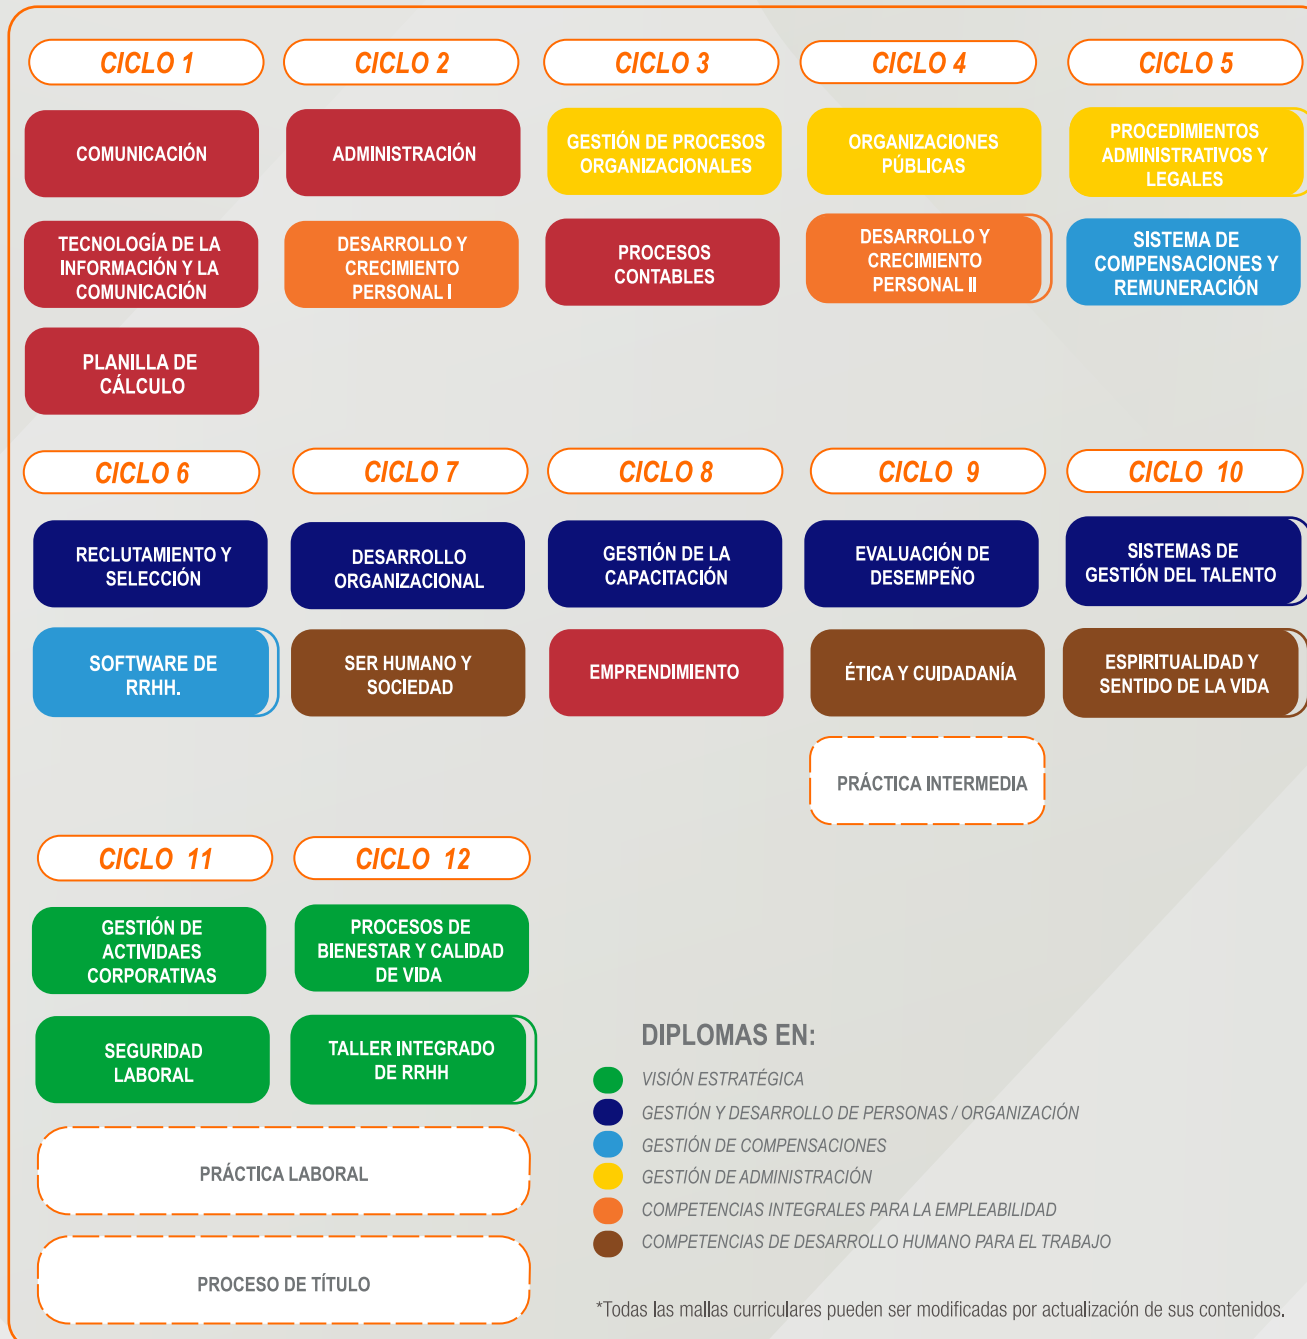 CICLO 1
COMUNICACIÓN
TECNOLOGÍA DE LA
INFORMACIÓN Y LA
COMUNICACIÓN
PLANILLA DE
CÁLCULO
CICLO 2
ADMINISTRACIÓN
DESARROLLO Y
CRECIMIENTO
PERSONAL I
CICLO 3
GESTIÓN DE PROCESOS
ORGANIZACIONALES
PROCESOS
CONTABLES
CICLO 4
ORGANIZACIONES
PÚBLICAS
DESARROLLO Y
CRECIMIENTO
PERSONAL II
CICLO 5
PROCEDIMIENTOS
ADMINISTRATIVOS Y
LEGALES
SISTEMA DE
COMPENSACIONES Y
REMUNERACIÓN
CICLO 6
RECLUTAMIENTO Y
SELECCIÓN
SOFTWARE DE
RRHH.
CICLO 7
DESARROLLO
ORGANIZACIONAL
SER HUMANO Y
SOCIEDAD
CICLO 8
GESTIÓN DE LA
CAPACITACIÓN
EMPRENDIMIENTO
CICLO 9
EVALUACIÓN DE
DESEMPEÑO
ÉTICA Y CUIDADANÍA
PRÁCTICA INTERMEDIA
CICLO 10
SISTEMAS DE
GESTIÓN DEL TALENTO
ESPIRITUALIDAD Y
SENTIDO DE LA VIDA
CICLO 11
GESTIÓN DE
ACTIVIDAES
CORPORATIVAS
SEGURIDAD
LABORAL
CICLO 12
PROCESOS DE
BIENESTAR Y CALIDAD
DE VIDA
TALLER INTEGRADO
DE RRHH
PRÁCTICA LABORAL
PROCESO DE TÍTULO
DIPLOMAS EN:
VISIÓN ESTRATÉGICA
GESTIÓN Y DESARROLLO DE PERSONAS / ORGANIZACIÓN
GESTIÓN DE COMPENSACIONES
GESTIÓN DE ADMINISTRACIÓN
COMPETENCIAS INTEGRALES PARA LA EMPLEABILIDAD
COMPETENCIAS DE DESARROLLO HUMANO PARA EL TRABAJO
*Todas las mallas curriculares pueden ser modificadas por actualización de sus contenidos.